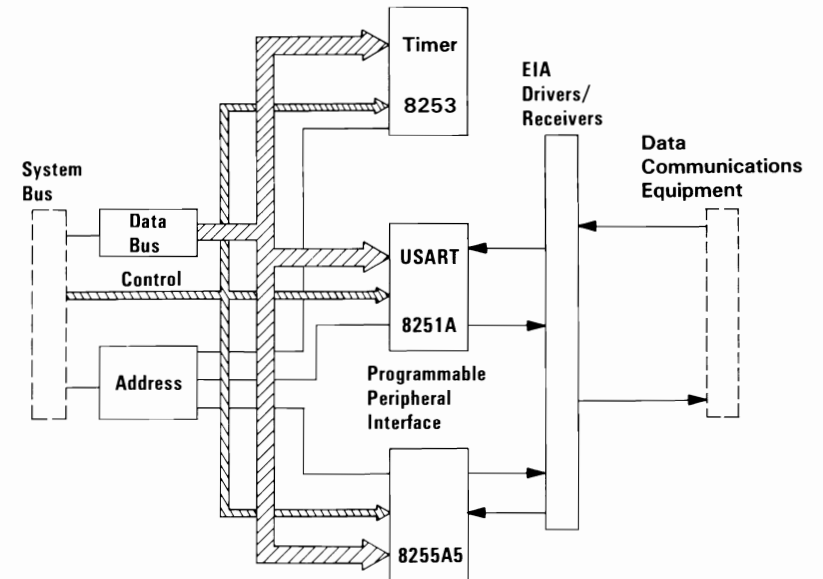 Timer
8253
EIA
Drivers/
Receivers
Data
Communications
Equipment
System
Bus
Data
Bus
Control
USART
8251A
Address
Programmable
Peripheral
Interface
8255A5